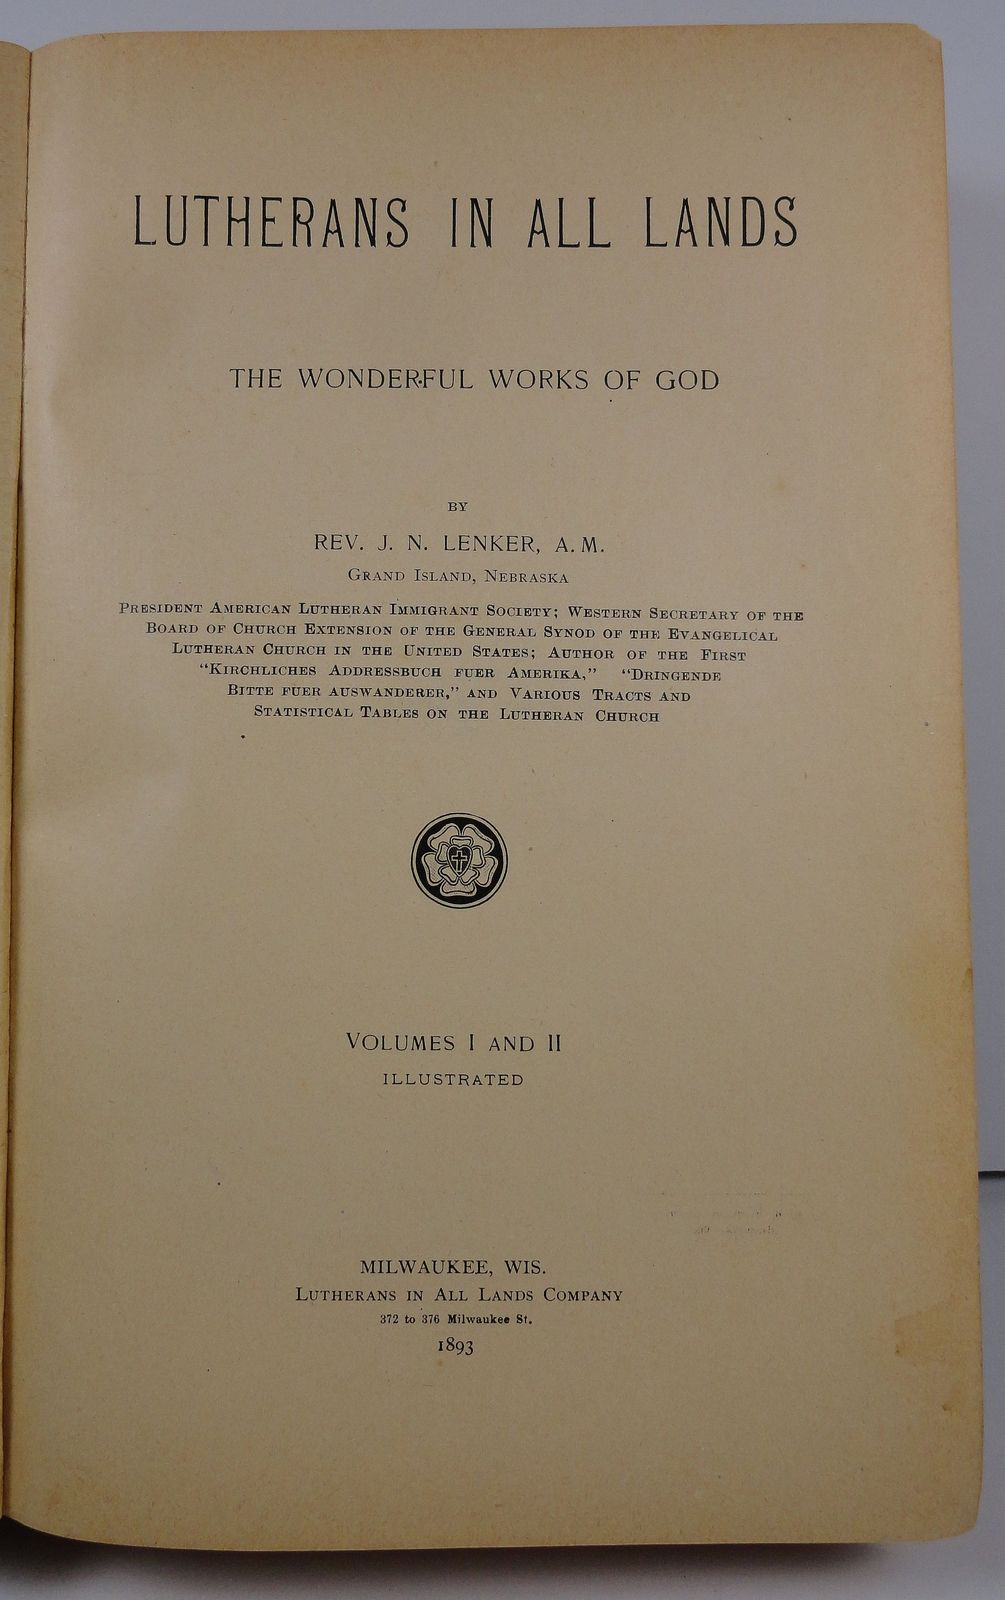 LUTHERANS IN ALL LANDS
THE WONDERFUL WORKS OF GOD
BY
REV. J. N. LENKER, A.M.
GRAND ISLAND, NEBRASKA
PRESIDENT AMERICAN LUTHERAN IMMIGRANT SOCIETY; WESTERN SECRETARY OF THE
BOARD OF CHURCH EXTENSION OF THE GENERAL SYNOD OF THE EVANGELICAL
LUTHERAN CHURCH IN THE UNITED STATES; AUTHOR OF THE FIRST
"KIRCHLICHES ADDRESSBUCH FUER AMERIKA," "DRINGENDE
BITTE FUER AUSWANDERER," AND VARIOUS TRACTS AND
STATISTICAL TABLES ON THE LUTHERAN CHURCH
VOLUMES I AND II
ILLUSTRATED
MILWAUKEE, WIS.
LUTHERANS IN ALL LANDS COMPANY
372 to 376 Milwaukee St.
1893